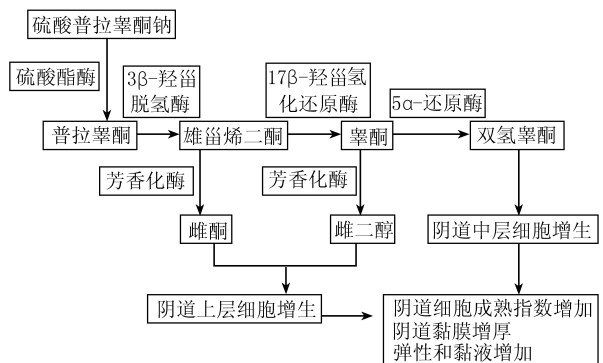 硫酸普拉睾酮钠
硫酸酯酶
3β-羟甾
脱氢酶
17β-羟甾氢
化还原酶
5α-还原酶
普拉睾酮
雄甾烯二酮
睾酮
双氢睾酮
芳香化酶
芳香化酶
雌酮
雌二醇
阴道中层细胞增生
阴道上层细胞增生
阴道细胞成熟指数增加
阴道黏膜增厚
弹性和黏液增加